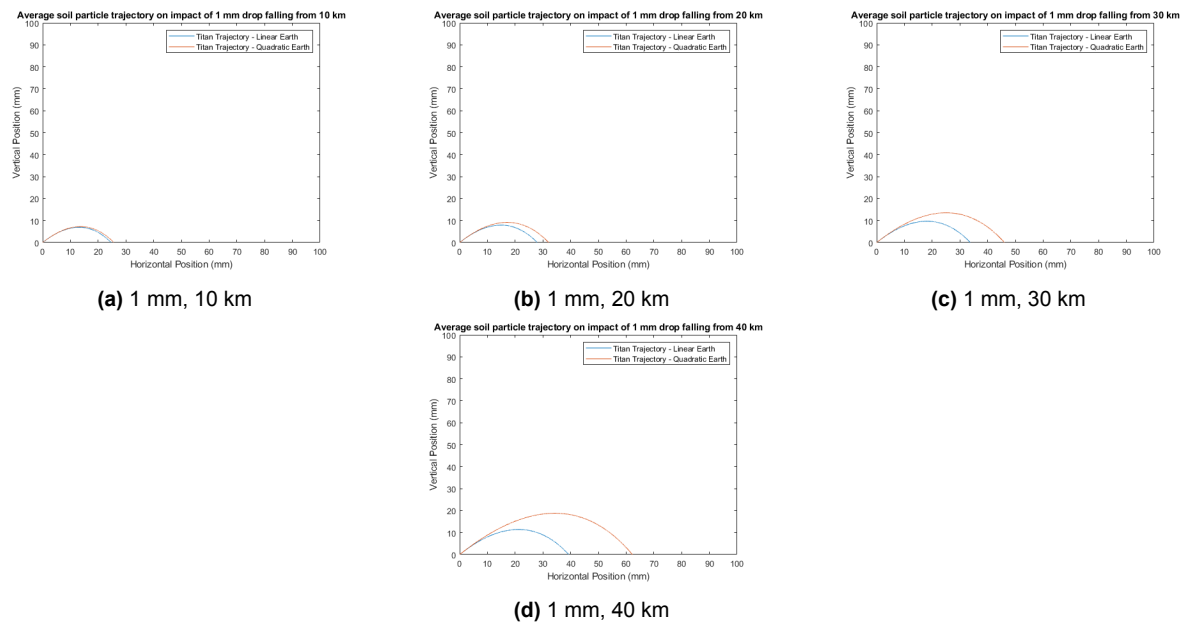 Average soil particle trajectory on impact of 1 mm drop falling from 10 km
100
90
80
70
60
50
40
30
20
10
0
Vertical Position (mm)
Titan Trajectory - Linear Earth
Titan Trajectory - Quadratic Earth
0 10 20 30 40 50 60 70 80 90 100
Horizontal Position (mm)
(a) 1 mm, 10 km
Average soil particle trajectory on impact of 1 mm drop falling from 20 km
100
90
80
70
60
50
40
30
20
10
0
Vertical Position (mm)
Titan Trajectory - Linear Earth
Titan Trajectory - Quadratic Earth
0 10 20 30 40 50 60 70 80 90 100
Horizontal Position (mm)
(b) 1 mm, 20 km
Average soil particle trajectory on impact of 1 mm drop falling from 30 km
100
90
80
70
60
50
40
30
20
10
0
Vertical Position (mm)
Titan Trajectory - Linear Earth
Titan Trajectory - Quadratic Earth
0 10 20 30 40 50 60 70 80 90 100
Horizontal Position (mm)
(c) 1 mm, 30 km
Average soil particle trajectory on impact of 1 mm drop falling from 40 km
100
90
80
70
60
50
40
30
20
10
0
Vertical Position (mm)
Titan Trajectory - Linear Earth
Titan Trajectory - Quadratic Earth
0 10 20 30 40 50 60 70 80 90 100
Horizontal Position (mm)
(d) 1 mm, 40 km